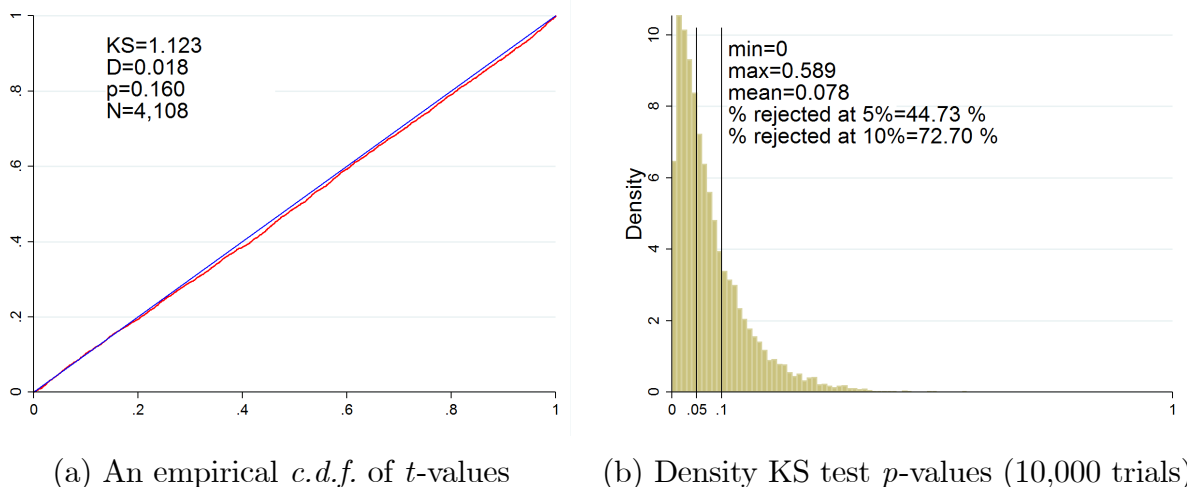 1
.8
.6
.4
.2
0
KS=1.123
D=0.018
p=0.160
N=4,108
0 .2 .4 .6 .8 1
(a) An empirical c.d.f. of t-values
Density
10
8
6
4
2
0
min=0
max=0.589
mean=0.078
% rejected at 5%=44.73 %
% rejected at 10%=72.70 %
0 .05 .1 1
(b) Density KS test p-values (10,000 trials)